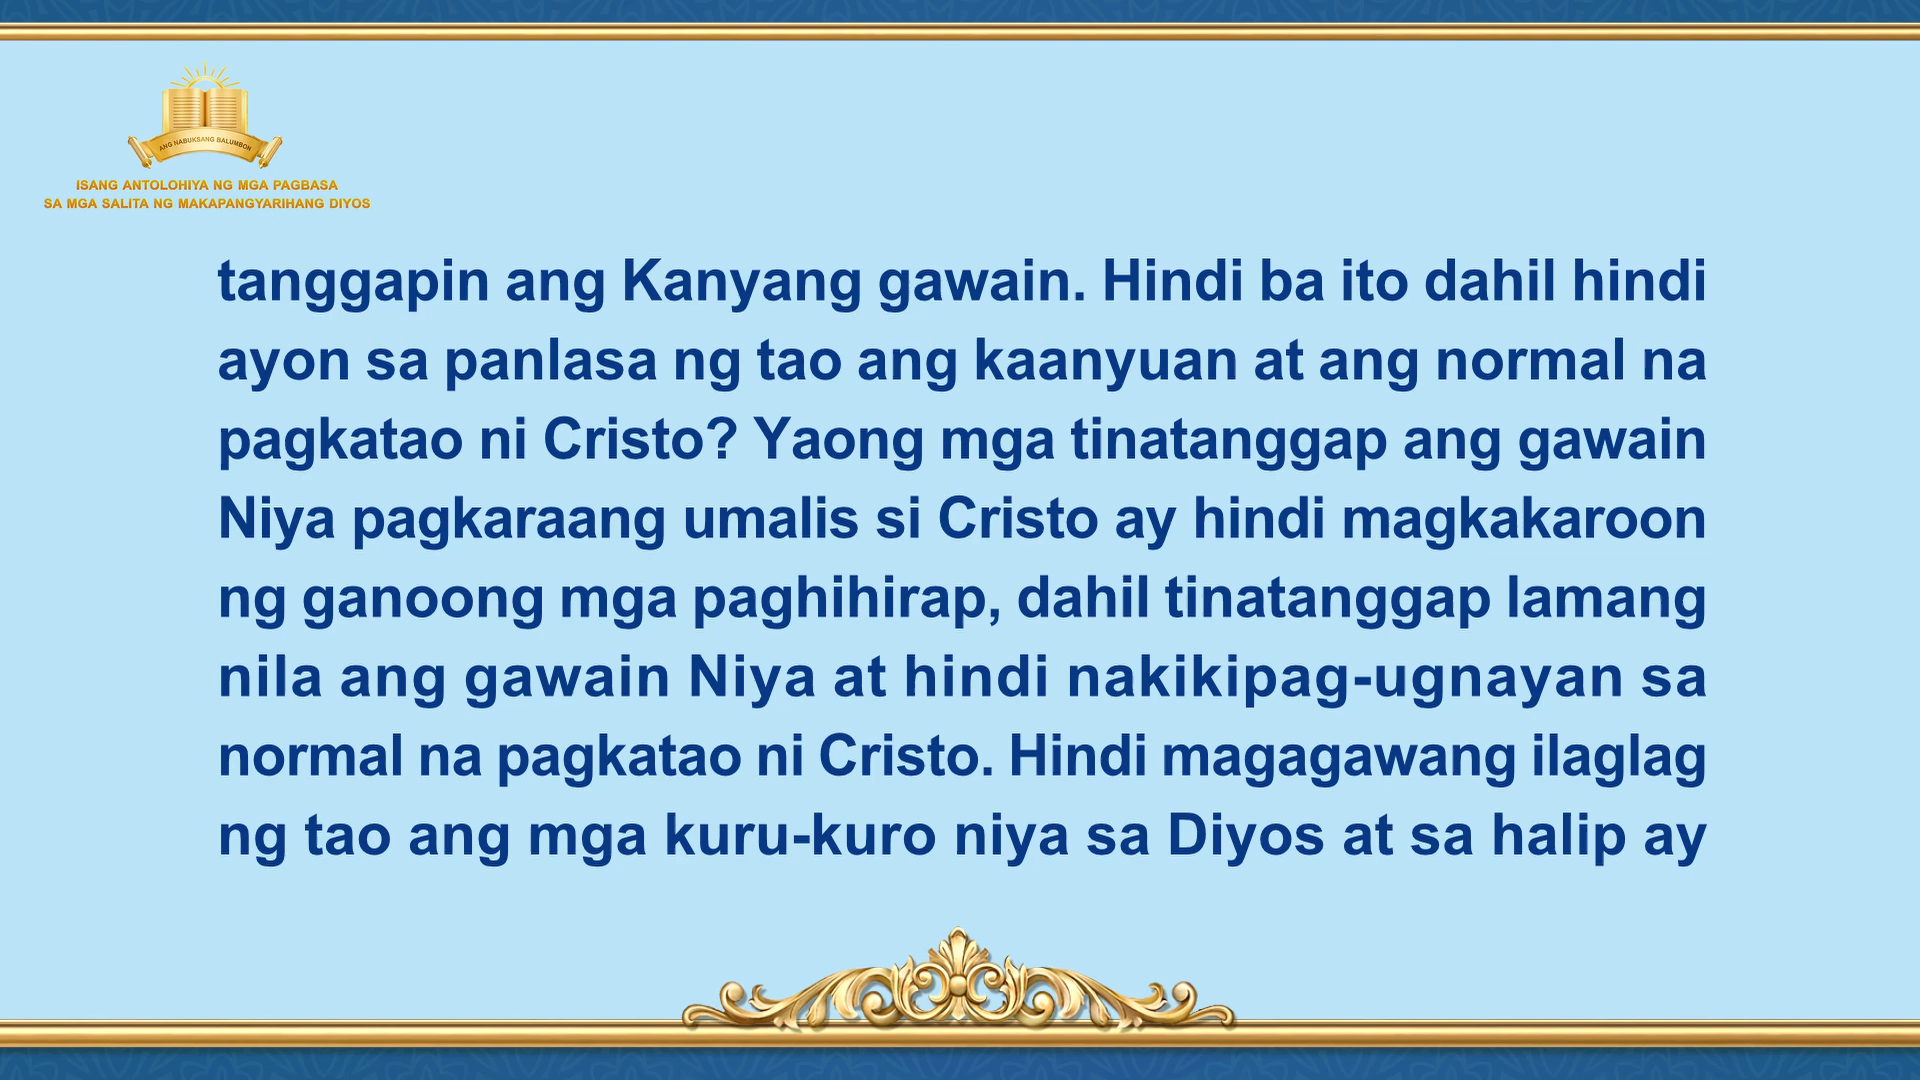 ANG NABUKSANG BALUMBON
ISANG ANTOLOHIYA NG MGA PAGBASA
SA MGA SALITA NG MAKAPANGYARIHANG DIYOS
tanggapin ang Kanyang gawain. Hindi ba ito dahil hindi
ayon sa panlasa ng tao ang kaanyuan at ang normal na
pagkatao ni Cristo? Yaong mga tinatanggap ang gawain
Niya pagkaraang umalis si Cristo ay hindi magkakaroon
ng ganoong mga paghihirap, dahil tinatanggap lamang
nila ang gawain Niya at hindi nakikipag-ugnayan sa
normal na pagkatao ni Cristo. Hindi magagawang ilaglag
ng tao ang mga kuru-kuro niya sa Diyos at sa halip ay